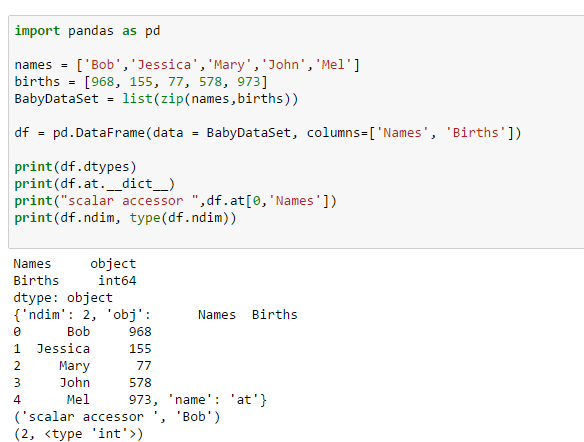 import pandas as pd
names = ['Bob','Jessica','Mary','John','Mel']
births = [968, 155, 77, 578, 973]
BabyDataSet = list(zip(names,births))
df = pd.DataFrame(data = BabyDataSet, columns=['Names', 'Births'])
print(df.dtypes)
print(df.at.__dict__)
print("scalar accessor ",df.at[0,'Names'])
print(df.ndim, type(df.ndim))
Names     object
Births     int64
dtype: object
{'ndim': 2, 'obj':      Names  Births
0      Bob     968
1  Jessica     155
2     Mary      77
3     John     578
4      Mel     973, 'name': 'at'}
('scalar accessor ', 'Bob')
(2, <type 'int'>)